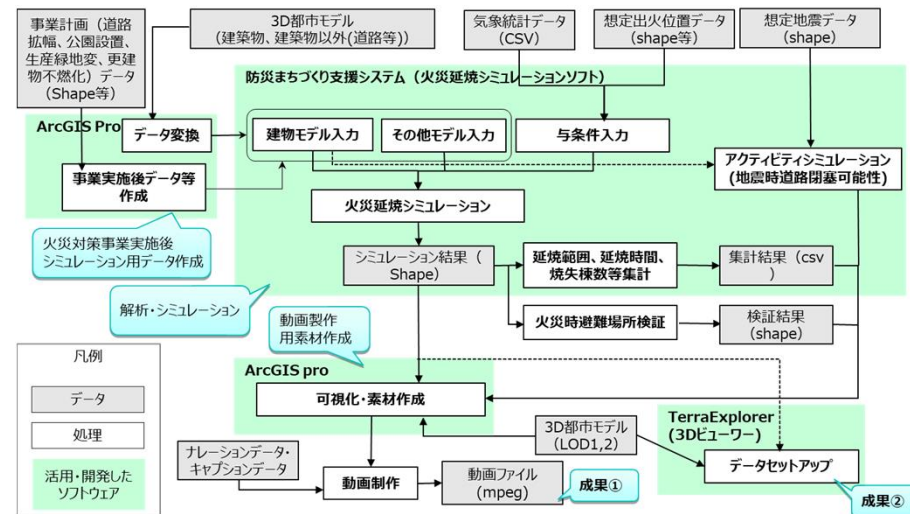 事業計画（道路
拡幅、公園設置、
生産緑地変、更建
物不燃化）データ
（Shape等）
3D都市モデル
（建築物、建築物以外(道路等)）
気象統計データ
(CSV)
想定出火位置データ
(shape等)
想定地震データ
(shape)
防災まちづくり支援システム（火災延焼シミュレーションソフト）
ArcGIS Pro
データ変換
建物モデル入力
その他モデル入力
与条件入力
アクティビティシミュレーション
(地震時道路閉塞可能性)
事業実施後データ等
作成
火災延焼シミュレーション
火災対策事業実施後
シミュレーション用データ作成
シミュレーション結果（
Shape）
延焼範囲、延焼時間、
焼失棟数等集計
集計結果（csv
）
解析・シミュレーション
火災時避難場所検証
検証結果
（shape）
動画製作
用素材作成
凡例
データ
処理
活用・開発した
ソフトウェア
ArcGIS pro
可視化・素材作成
TerraExplorer
(3Dビューワー)
3D都市モデル
(LOD1,2)
データセットアップ
ナレーションデータ・
キャプションデータ
動画制作
動画ファイル
(mpeg)
成果①
成果②